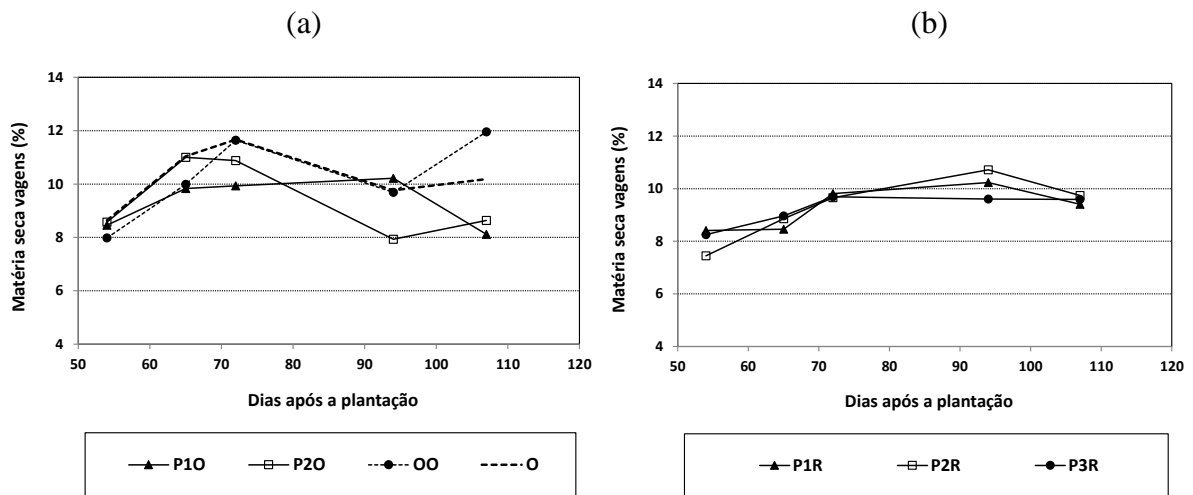 (a)
14
12
10
8
6
4
Matéria seca vagens (%)
50 60 70 80 90 100 110 120
Dias após a plantação
P1O P2O OO O
(b)
14
12
10
8
6
4
Matéria seca vagens (%)
50 60 70 80 90 100 110 120
Dias após a plantação
P1R P2R P3R